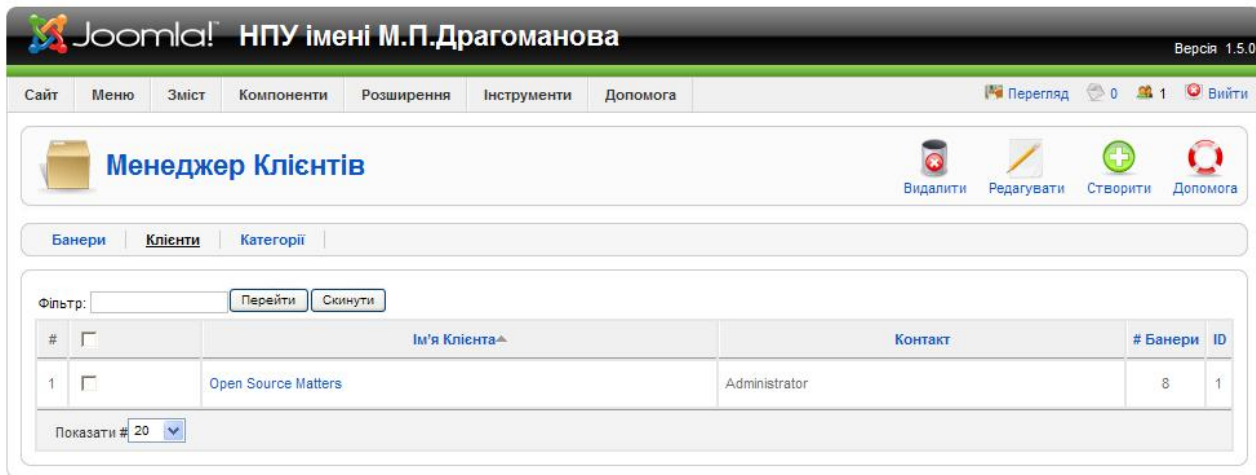 Joomla! НПУ імені М.П.Драгоманова
Версія 1.5.0
Сайт Меню Зміст Компоненти Розширення Інструменти Допомога Перегляд 0 1 Вийти
Менеджер Клієнтів
Видалити Редагувати Створити Допомога
Банери Клієнти Категорії
Фільтр: Перейти Скинути
# Ім'я Клієнта Контакт # Банери ID
1 Open Source Matters Administrator 8 1
Показати # 20